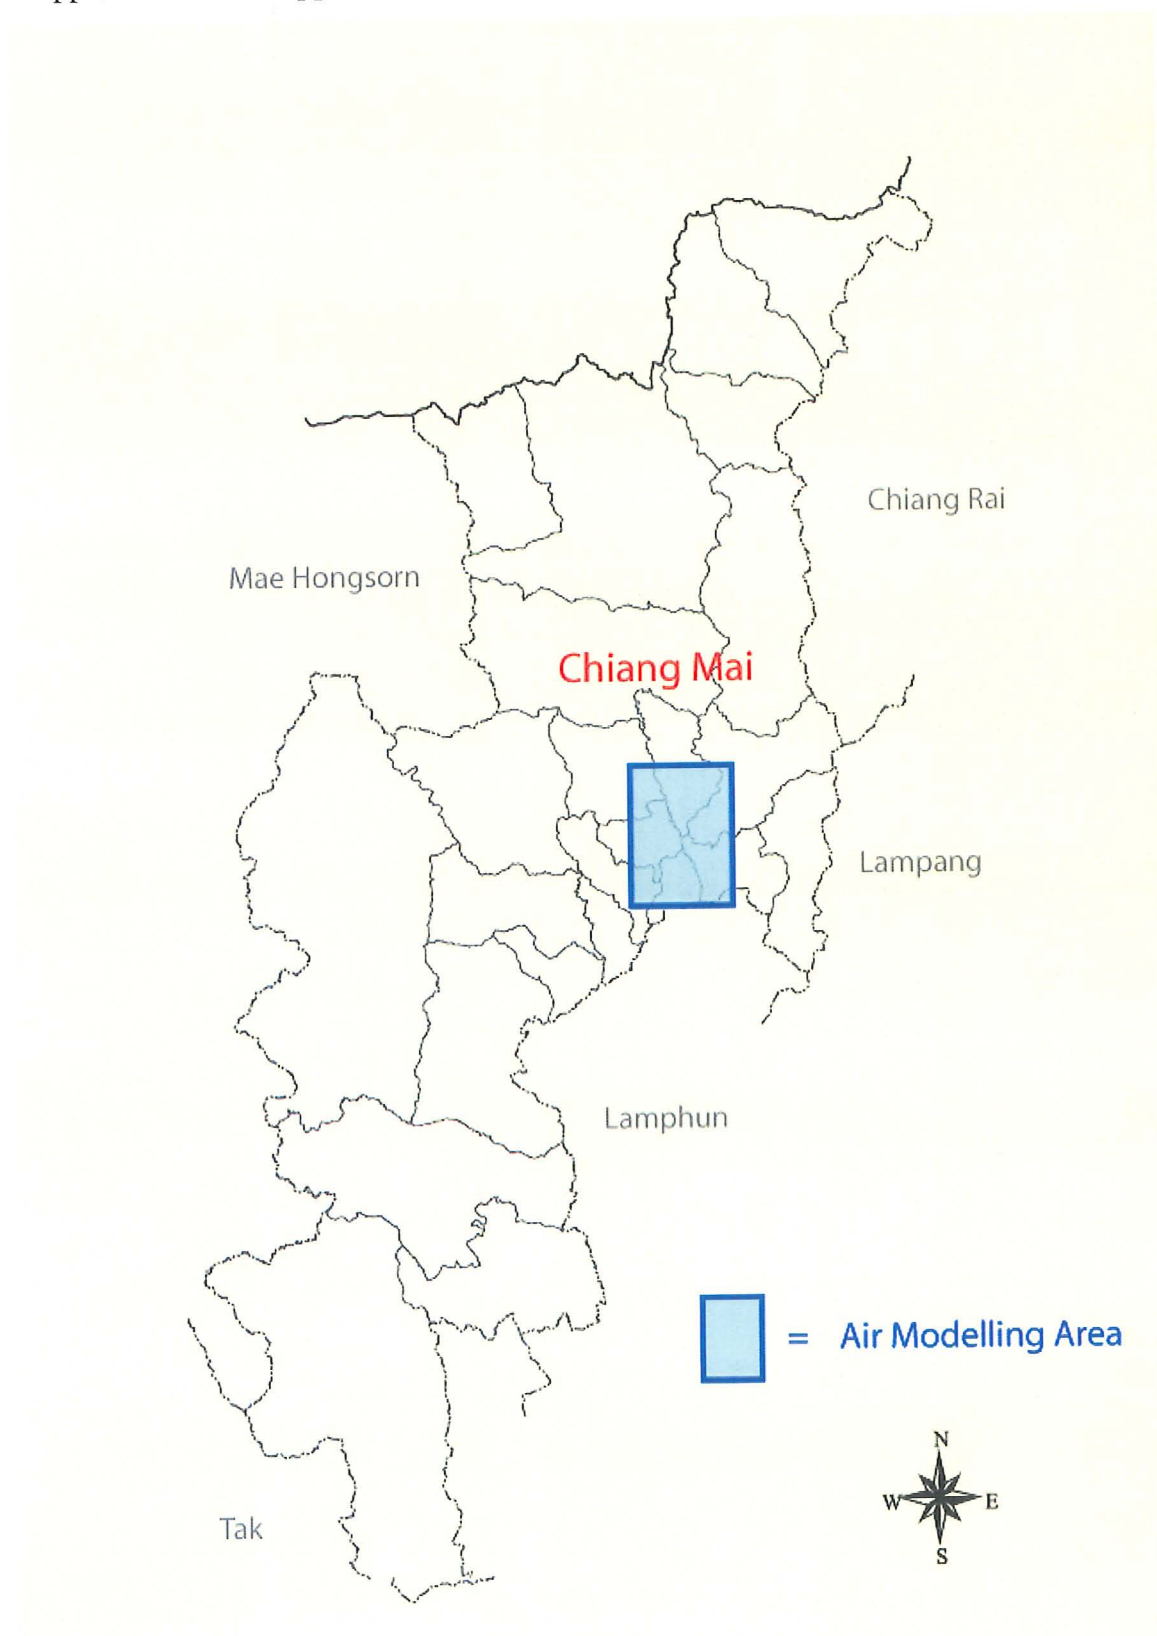 Chiang Rai
Mae Hongsorn
Chiang Mai
Lampang
Lamphun
= Air Modelling Area
N
W E
S
Tak